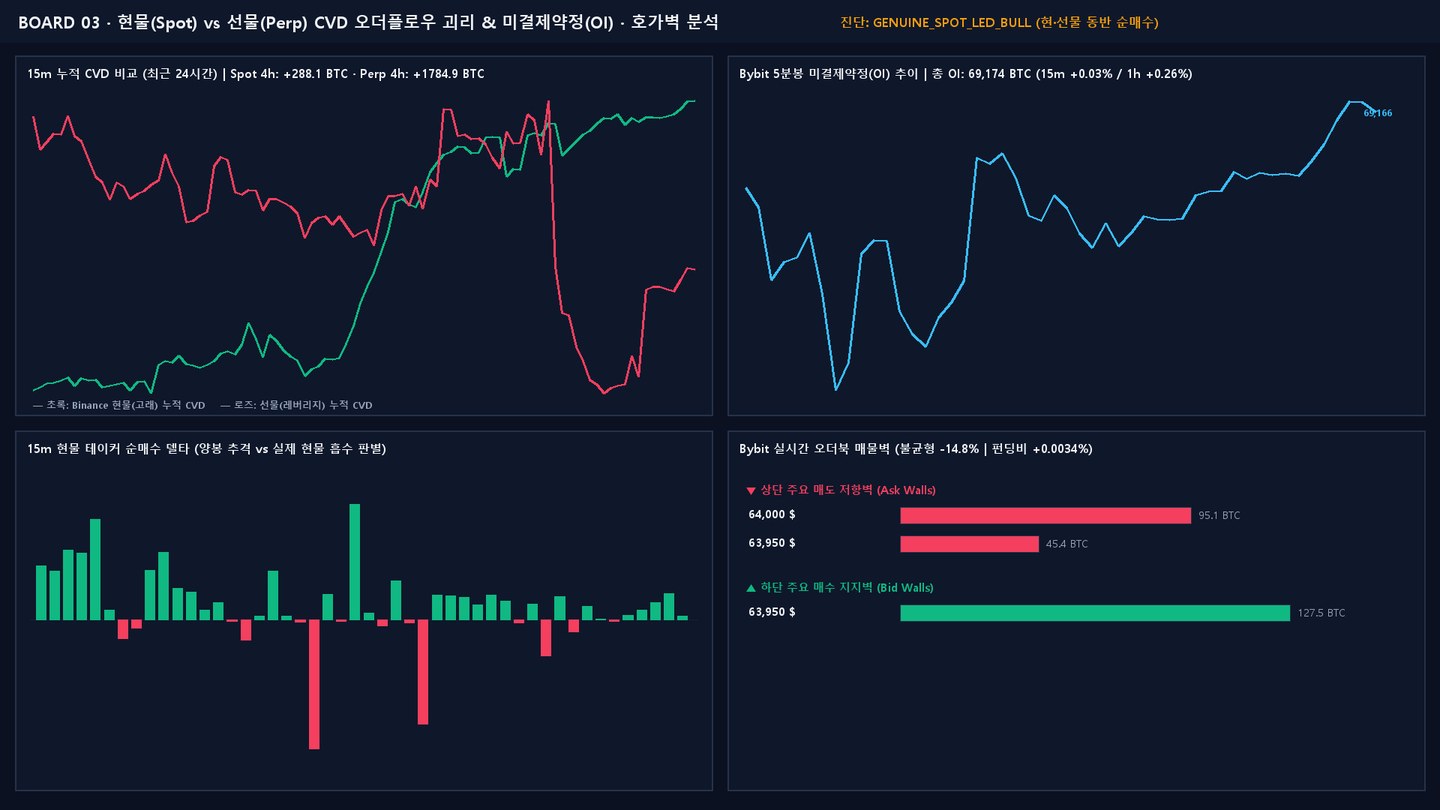 BOARD 03 · 현물(Spot) vs 선물(Perp) CVD 오더플로우 괴리 & 미결제약정(OI) · 호가벽 분석
진단: GENUINE_SPOT_LED_BULL (현·선물 동반 순매수)
15m 누적 CVD 비교 (최근 24시간) | Spot 4h: +288.1 BTC · Perp 4h: +1784.9 BTC
— 초록: Binance 현물(고래) 누적 CVD
— 로즈: 선물(레버리지) 누적 CVD
Bybit 5분봉 미결제약정(OI) 추이 | 총 OI: 69,174 BTC (15m +0.03% / 1h +0.26%)
69,166
15m 현물 테이커 순매수 델타 (양봉 추격 vs 실제 현물 흡수 판별)
Bybit 실시간 오더북 매물벽 (불균형 -14.8% | 펀딩비 +0.0034%)
▼ 상단 주요 매도 저항벽 (Ask Walls)
64,000 $ 95.1 BTC
63,950 $ 45.4 BTC
▲ 하단 주요 매수 지지벽 (Bid Walls)
63,950 $ 127.5 BTC